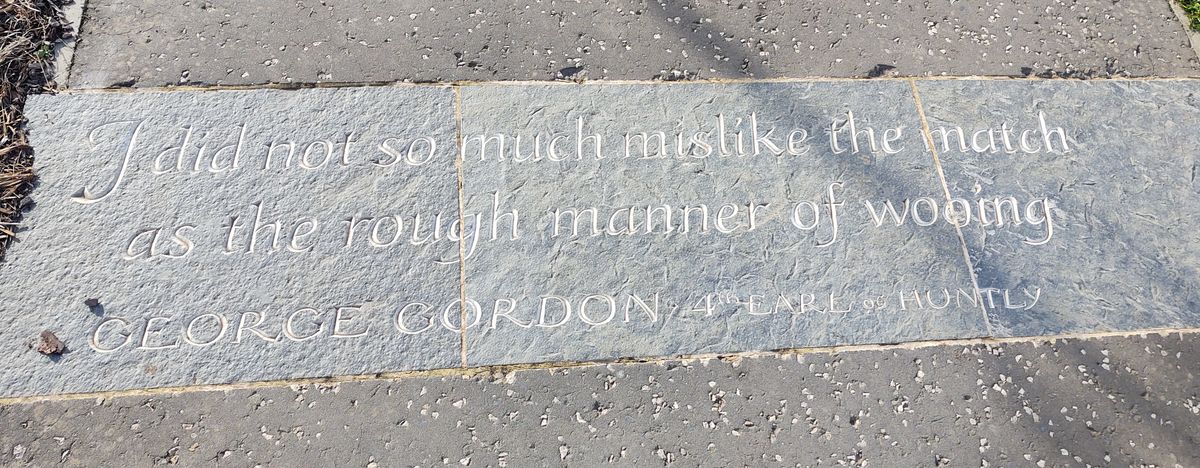 I did not so much mislike the match
as the rough manner of wooing
GEORGE GORDON, 4th EARL OF HUNTLY